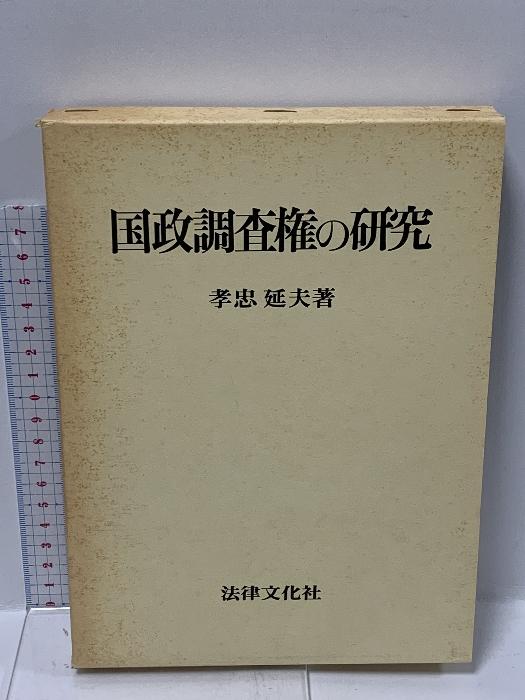 国政調査権の研究
孝忠 延夫著
法律文化社